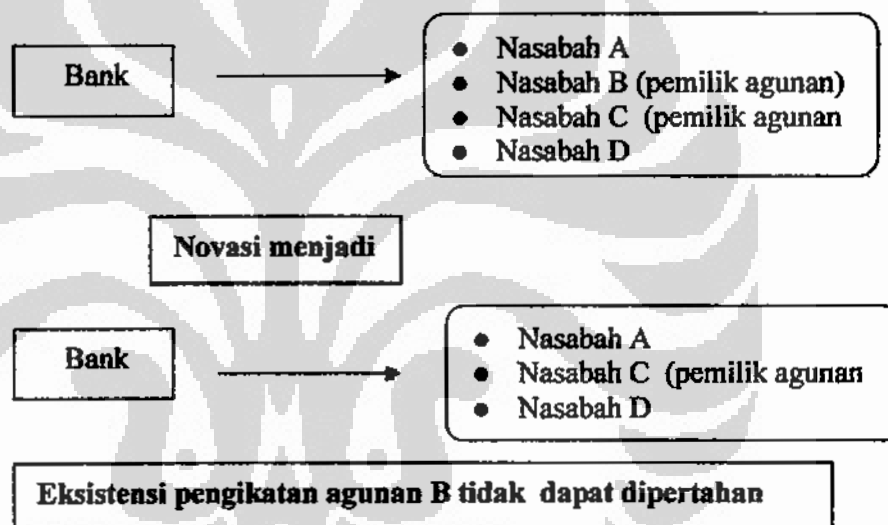 Bank
• Nasabah A
• Nasabah B (pemilik agunan)
• Nasabah C (pemilik agunan
• Nasabah D
Novasi menjadi
Bank
• Nasabah A
• Nasabah C (pemilik agunan
• Nasabah D
Eksistensi pengikatan agunan B tidak dapat dipertahan